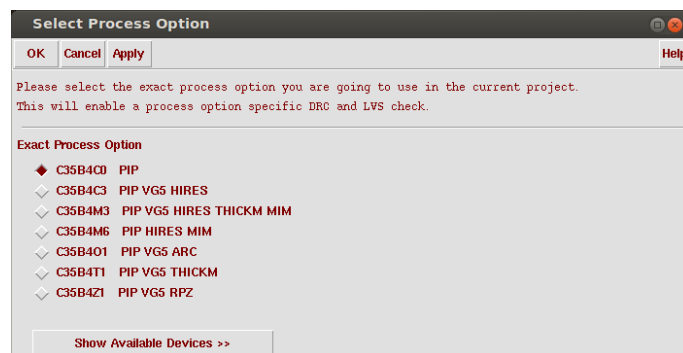 Select Process Option
OK Cancel Apply Help
Please select the exact process option you are going to use in the current project.
This will enable a process option specific DRC and LVS check.
Exact Process Option
C35B4C0 PIP
C35B4C3 PIP VG5 HIRES
C35B4M3 PIP VG5 HIRES THICKM MIM
C35B4M6 PIP HIRES MIM
C35B4O1 PIP VG5 ARC
C35B4T1 PIP VG5 THICKM
C35B4Z1 PIP VG5 RPZ
Show Available Devices >>